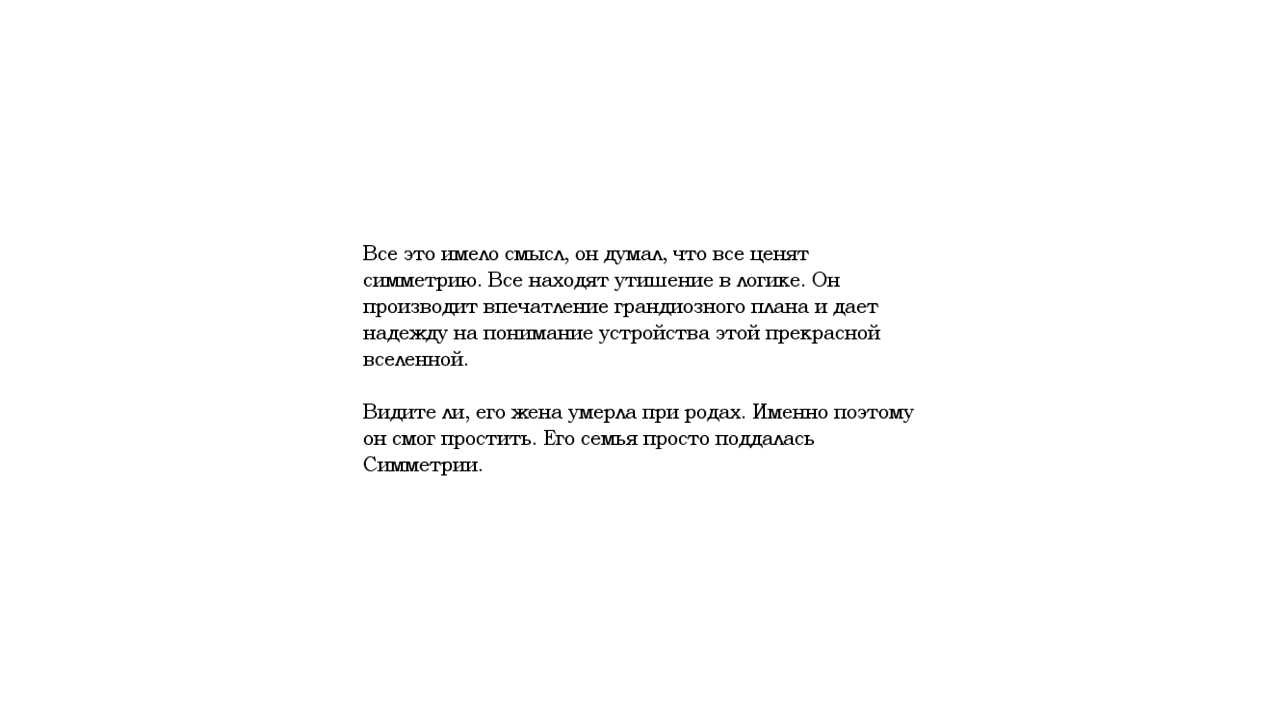 Все это имело смысл, он думал, что все ценят
симметрию. Все находят утишение в логике. Он
производит впечатление грандиозного плана и дает
надежду на понимание устройства этой прекрасной
вселенной.

Видите ли, его жена умерла при родах. Именно поэтому
он смог простить. Его семья просто поддалась
Симметрии.